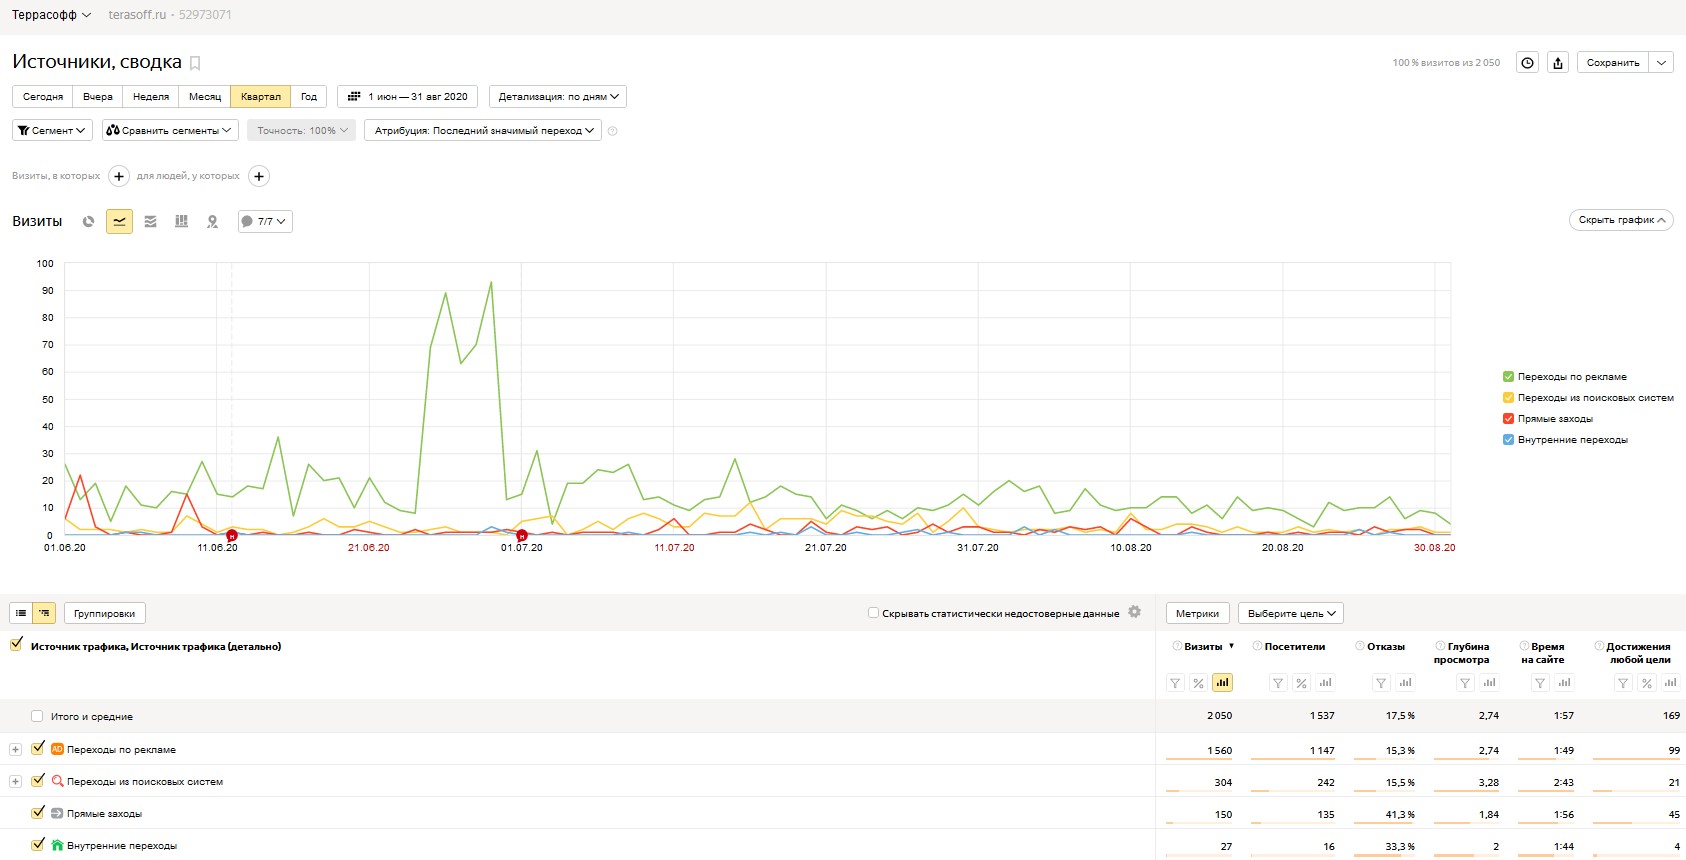 Террасофф terasoff.ru · 52973071
Источники, сводка
100 % визитов из 2 050 Сохранить
Сегодня Вчера Неделя Месяц Квартал Год 1 июн — 31 авг 2020 Детализация: по дням
Сегмент Сравнить сегменты Точность: 100% Атрибуция: Последний значимый переход
Визиты, в которых + для людей, у которых +
Визиты 7/7 Скрыть график
100
90
80
70
60
50
40
30
20
10
0
01.06.20 11.06.20 21.06.20 01.07.20 11.07.20 21.07.20 31.07.20 10.08.20 20.08.20 30.08.20
Переходы по рекламе
Переходы из поисковых систем
Прямые заходы
Внутренние переходы
Группировки Скрывать статистически недостоверные данные Метрики Выберите цель
Источник трафика, Источник трафика (детально) Визиты ▼ Посетители Отказы Глубина просмотра Время на сайте Достижения любой цели
Итого и средние 2 050 1 537 17,5 % 2,74 1:57 169
AD Переходы по рекламе 1 560 1 147 15,3 % 2,74 1:49 99
Переходы из поисковых систем 304 242 15,5 % 3,28 2:43 21
Прямые заходы 150 135 41,3 % 1,84 1:56 45
Внутренние переходы 27 16 33,3 % 2 1:44 4